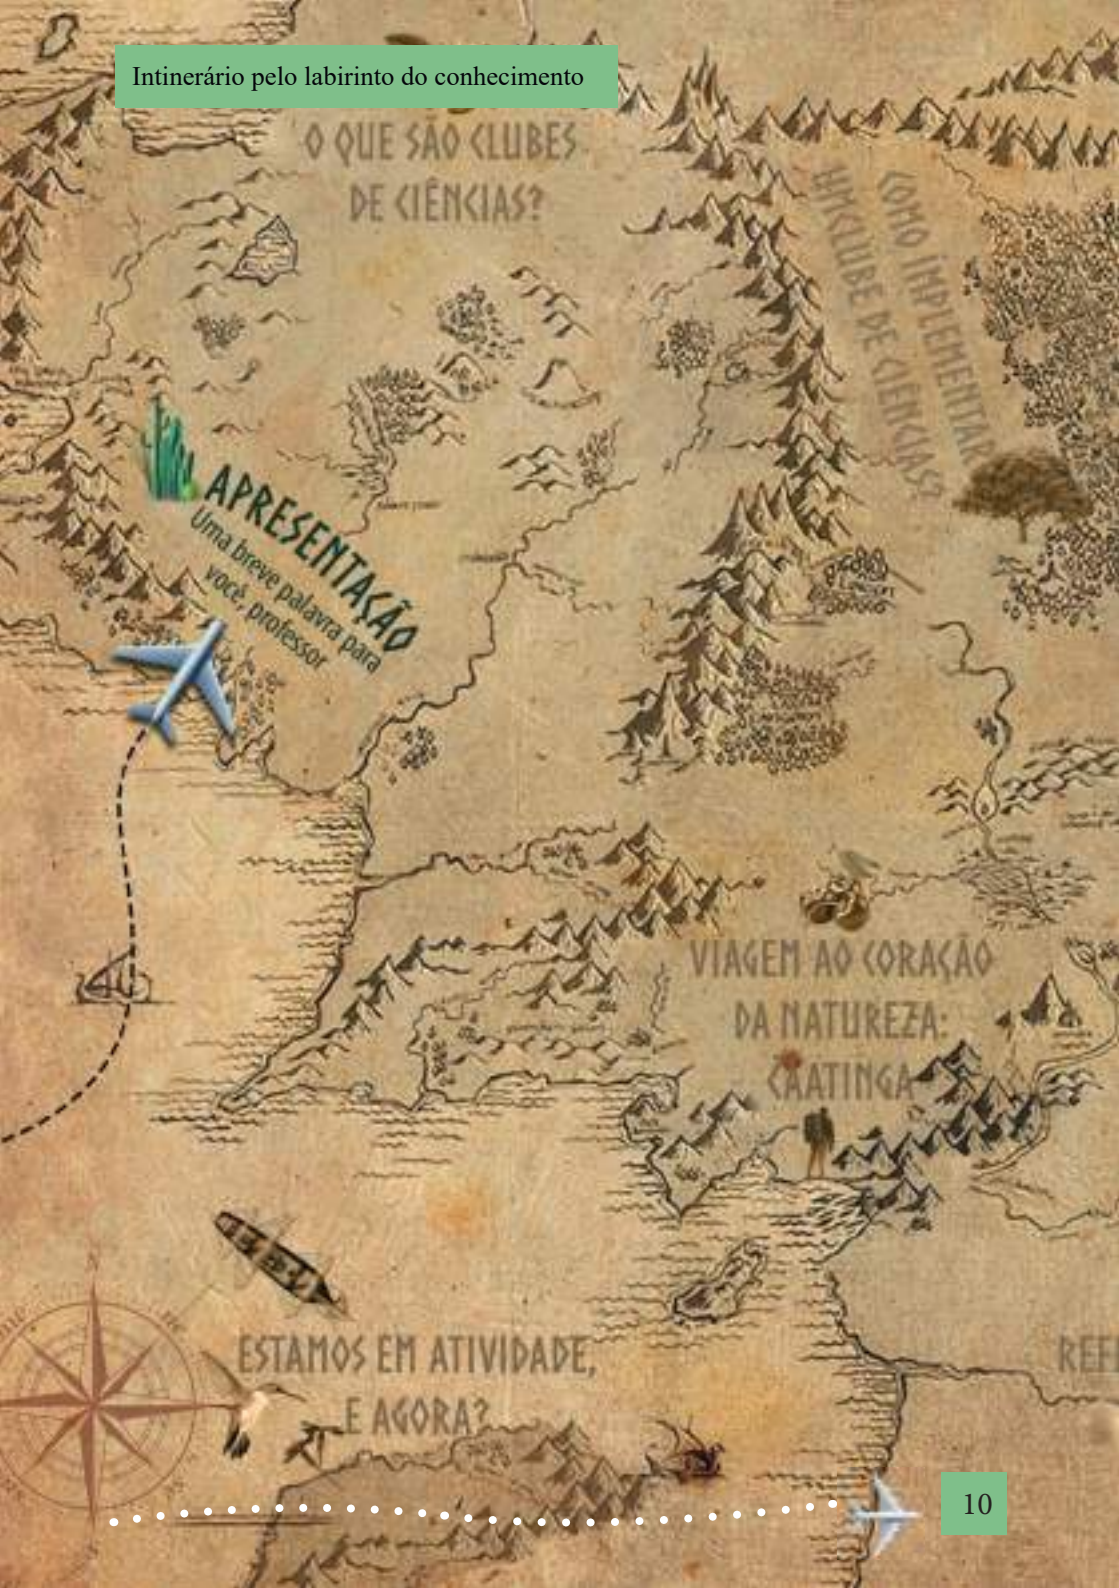 Intinerário pelo labirinto do conhecimento
O QUE SÃO CLUBES
DE CIÊNCIAS?
COMO IMPLEMENTAR
UM CLUBE DE CIÊNCIAS?
APRESENTAÇÃO
Uma breve palavra para
você, professor
VIAGEM AO CORAÇÃO
DA NATUREZA:
CAATINGA
ESTAMOS EM ATIVIDADE,
E AGORA?
N
10